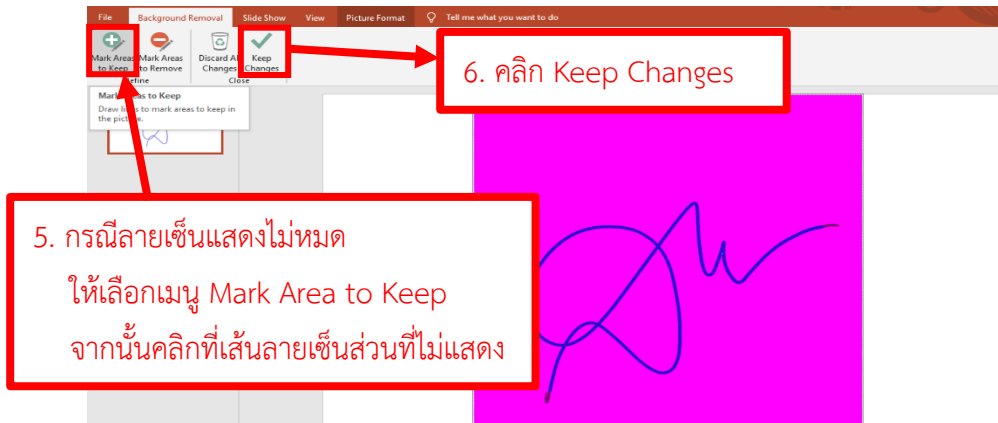 File Background Removal Slide Show View Picture Format Tell me what you want to do
Mark Areas to Keep
Mark Areas to Remove
Discard All Changes
Keep Changes
Refine
Close
Mark Areas to Keep
Draw lines to mark areas to keep in
the picture.
6. คลิก Keep Changes
5. กรณีลายเซ็นแสดงไม่หมด
ให้เลือกเมนู Mark Area to Keep
จากนั้นคลิกที่เส้นลายเซ็นส่วนที่ไม่แสดง